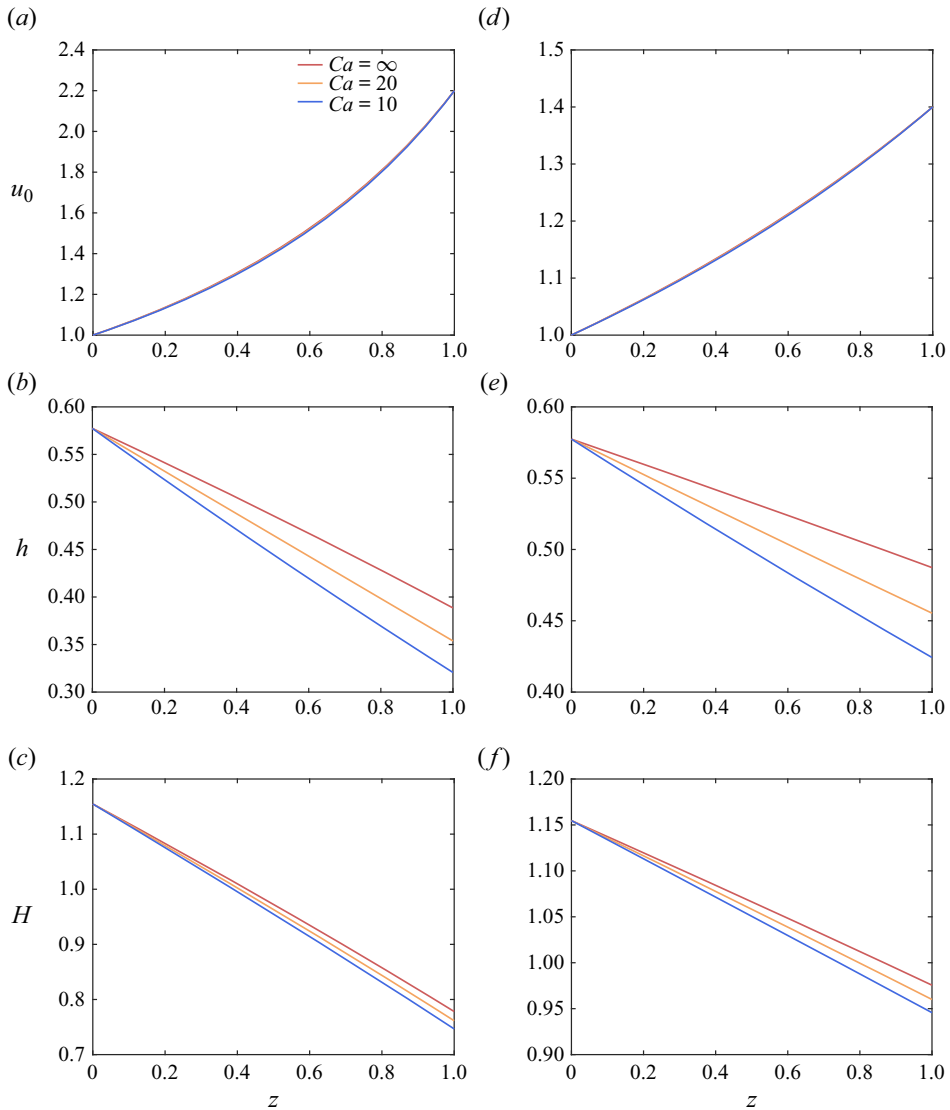 (a)
2.4
2.2
2.0
1.8
1.6
1.4
1.2
1.0
u0
Ca = ∞
Ca = 20
Ca = 10
0 0.2 0.4 0.6 0.8 1.0
(d)
1.5
1.4
1.3
1.2
1.1
1.0
0 0.2 0.4 0.6 0.8 1.0
(b)
0.60
0.55
0.50
0.45
0.40
0.35
0.30
h
0 0.2 0.4 0.6 0.8 1.0
(e)
0.60
0.55
0.50
0.45
0.40
0 0.2 0.4 0.6 0.8 1.0
(c)
1.2
1.1
1.0
0.9
0.8
0.7
H
0 0.2 0.4 0.6 0.8 1.0
z
(f)
1.20
1.15
1.10
1.05
1.00
0.95
0.90
0 0.2 0.4 0.6 0.8 1.0
z